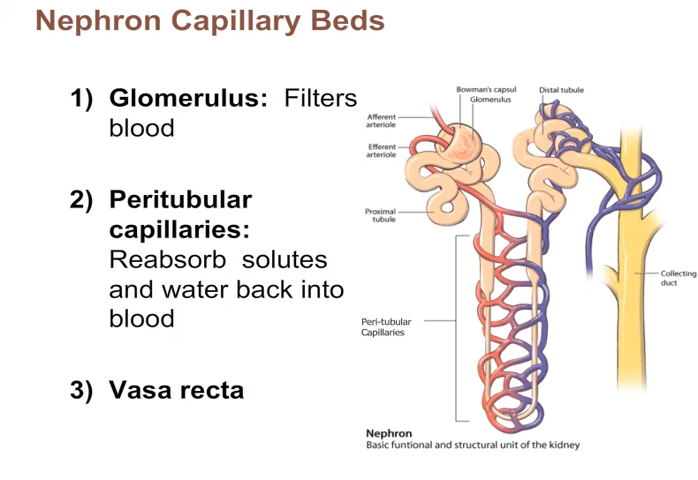 Nephron Capillary Beds
1) Glomerulus: Filters
blood
2) Peritubular
capillaries:
Reabsorb solutes
and water back into
blood
3) Vasa recta
Bowman's capsul
Glomerulus
Distal tubule
Afferent
arteriole
Efferent
arteriole
Proximal
tubule
Collecting
duct
Peri-tubular
Capillaries
Nephron
Basic funtional and structural unit of the kidney